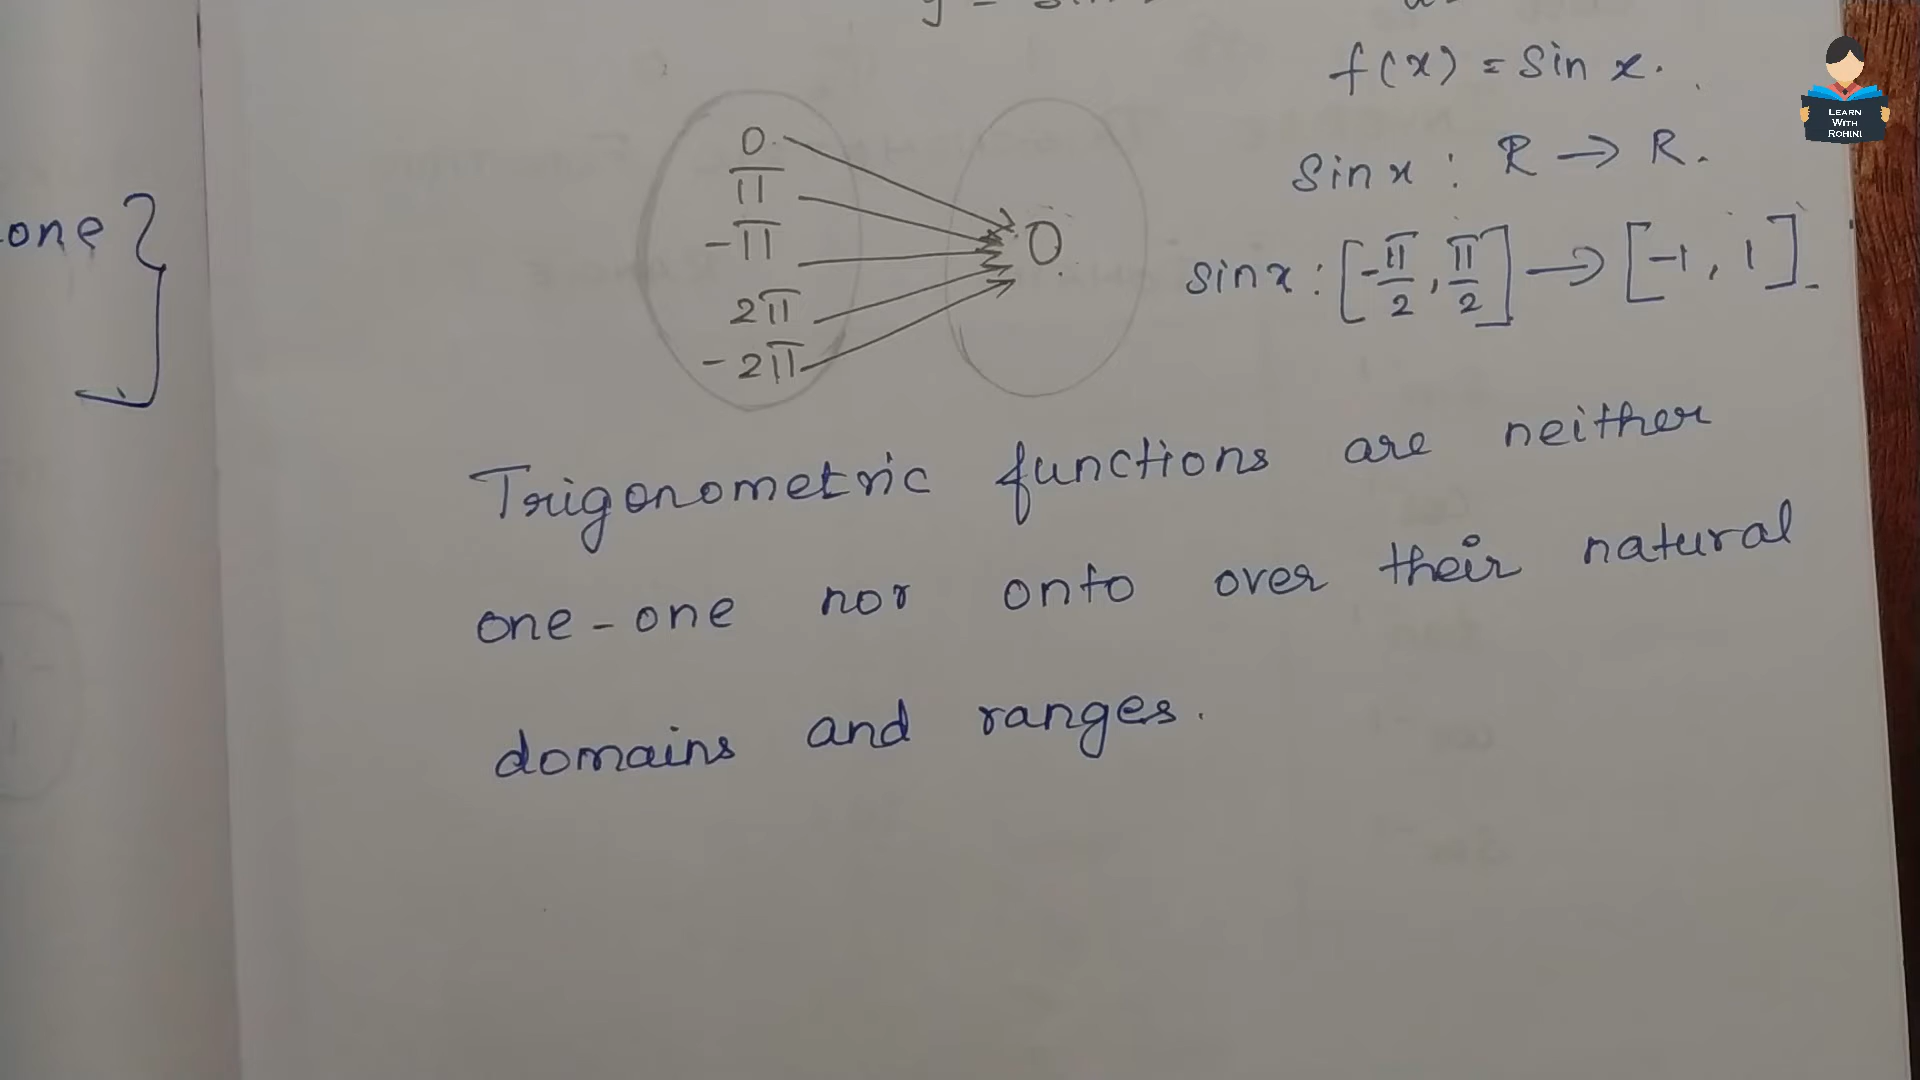 f(x) = Sin x.
LEARN
WITH
ROHINI
Sin x : R → R.
one }
sin x : [-π/2, π/2] → [-1, 1].
0
π
-π
2π
-2π
0
Trigonometric functions are neither
one-one nor onto over their natural
domains and ranges.